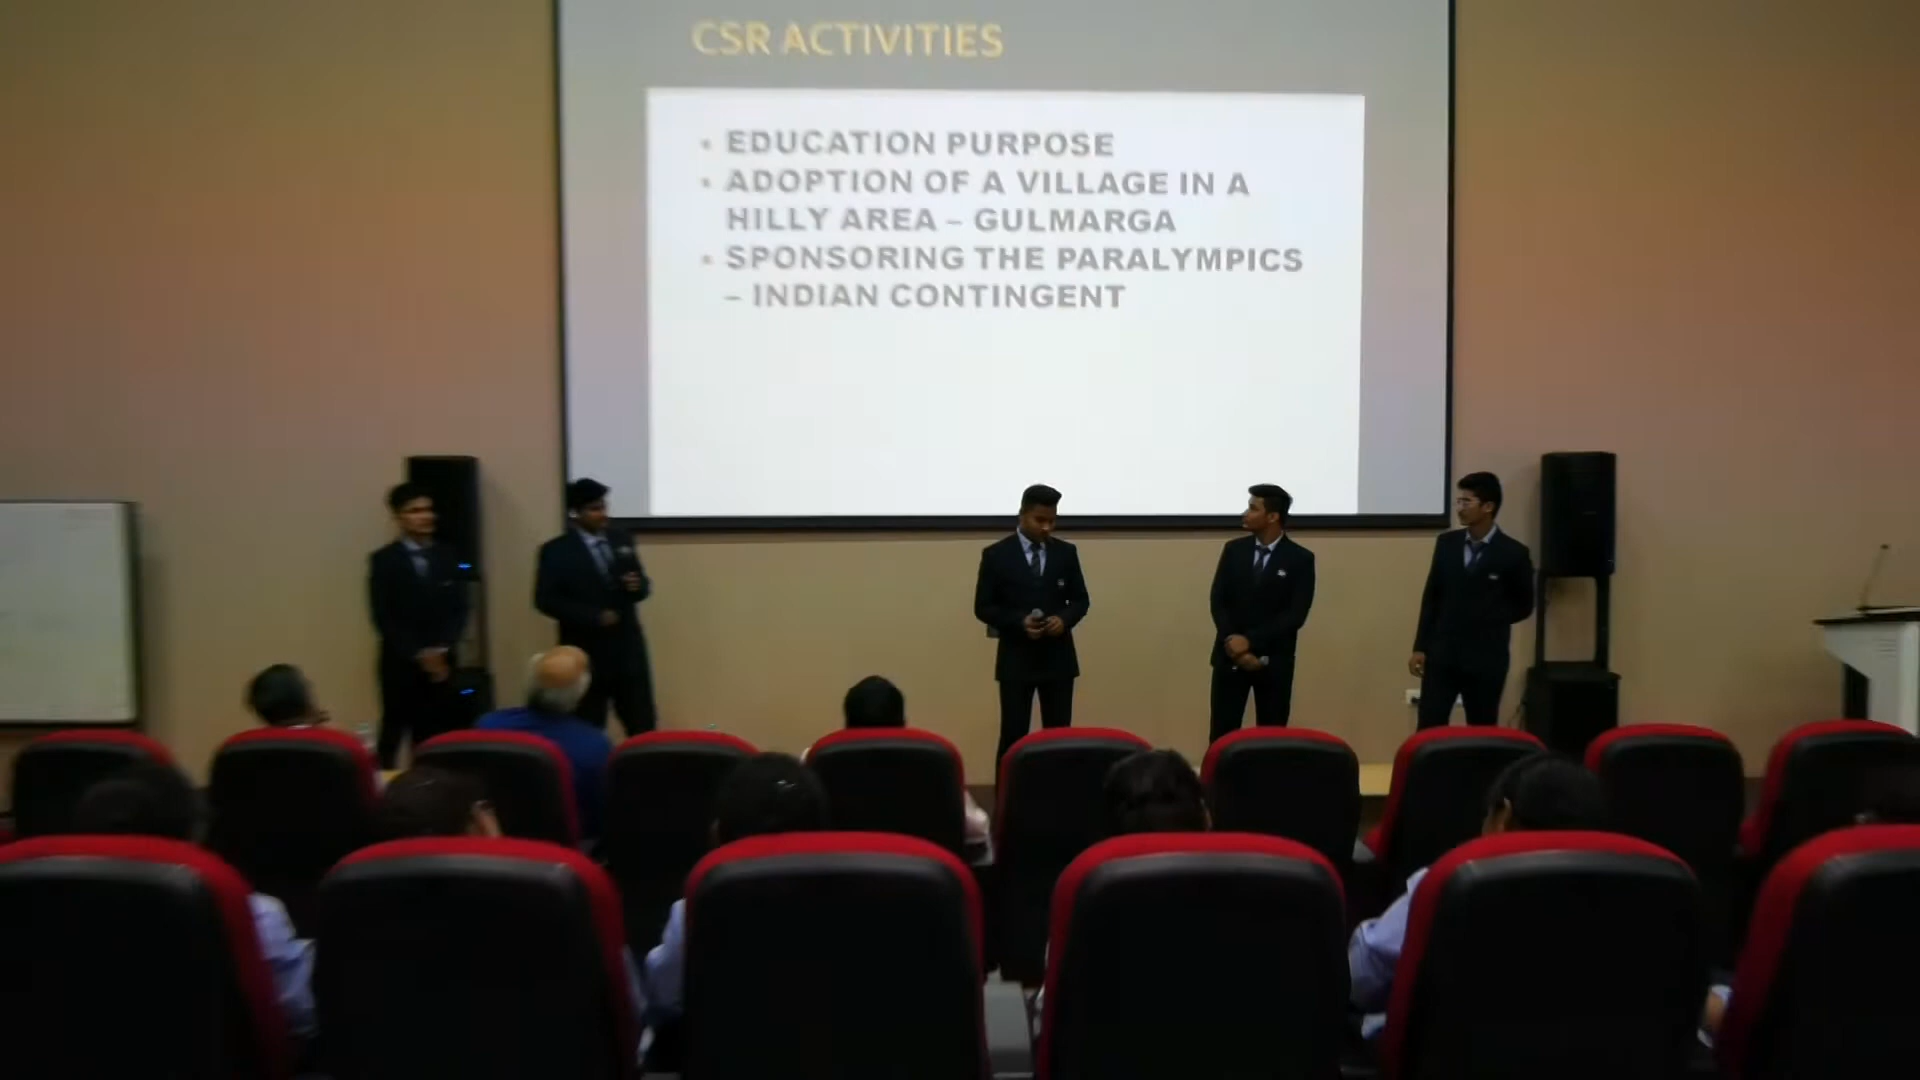 CSR ACTIVITIES
• EDUCATION PURPOSE
• ADOPTION OF A VILLAGE IN A
HILLY AREA – GULMARGA
• SPONSORING THE PARALYMPICS
– INDIAN CONTINGENT